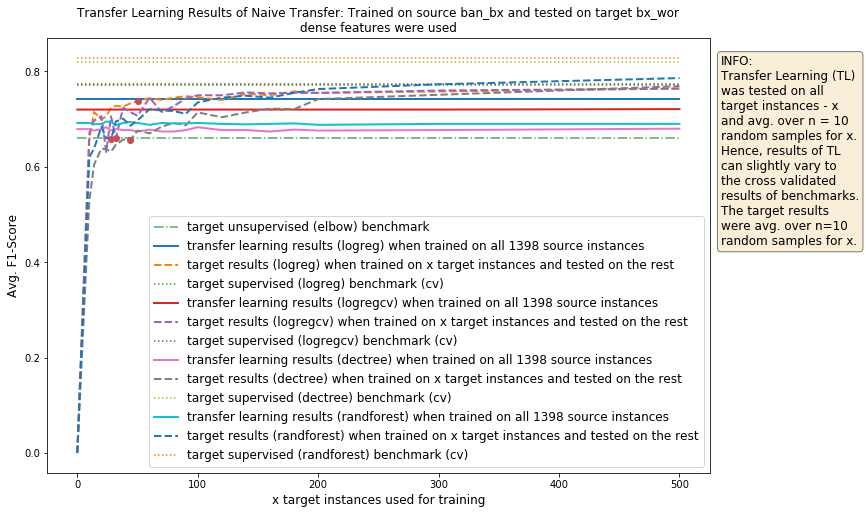 Transfer Learning Results of Naive Transfer: Trained on source ban_bx and tested on target bx_wor
dense features were used
Avg. F1-Score
0.8
0.6
0.4
0.2
0.0
target unsupervised (elbow) benchmark
transfer learning results (logreg) when trained on all 1398 source instances
target results (logreg) when trained on x target instances and tested on the rest
target supervised (logreg) benchmark (cv)
transfer learning results (logregcv) when trained on all 1398 source instances
target results (logregcv) when trained on x target instances and tested on the rest
target supervised (logregcv) benchmark (cv)
transfer learning results (dectree) when trained on all 1398 source instances
target results (dectree) when trained on x target instances and tested on the rest
target supervised (dectree) benchmark (cv)
transfer learning results (randforest) when trained on all 1398 source instances
target results (randforest) when trained on x target instances and tested on the rest
target supervised (randforest) benchmark (cv)
0
100
200
300
400
500
x target instances used for training
INFO:
Transfer Learning (TL)
was tested on all
target instances - x
and avg. over n = 10
random samples for x.
Hence, results of TL
can slightly vary to
the cross validated
results of benchmarks.
The target results
were avg. over n=10
random samples for x.